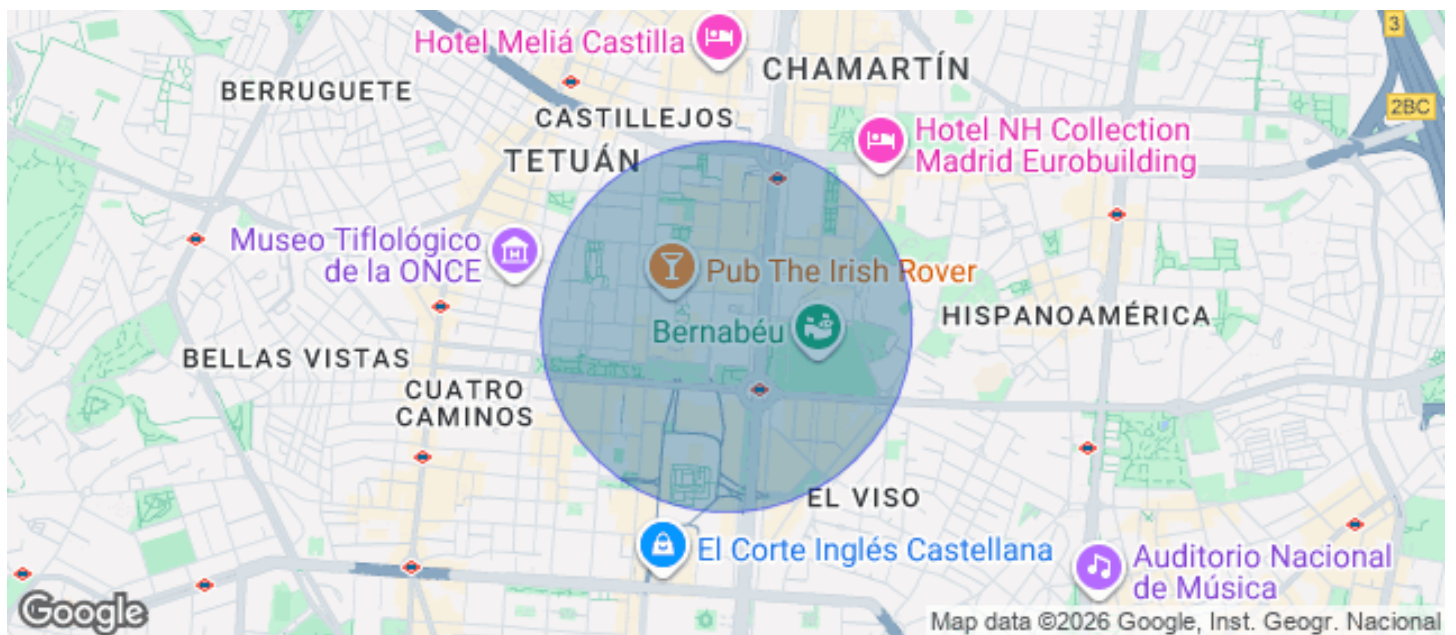 3
Hotel Meliá Castilla
CHAMARTÍN
BERRUGUETE
2BC
CASTILLEJOS
Hotel NH Collection
Madrid Eurobuilding
TETUÁN
Museo Tiflológico
de la ONCE
Pub The Irish Rover
Bernabéu
HISPANOAMÉRICA
BELLAS VISTAS
CUATRO
CAMINOS
EL VISO
El Corte Inglés Castellana
Auditorio Nacional
de Música
Google
Map data ©2026 Google, Inst. Geogr. Nacional